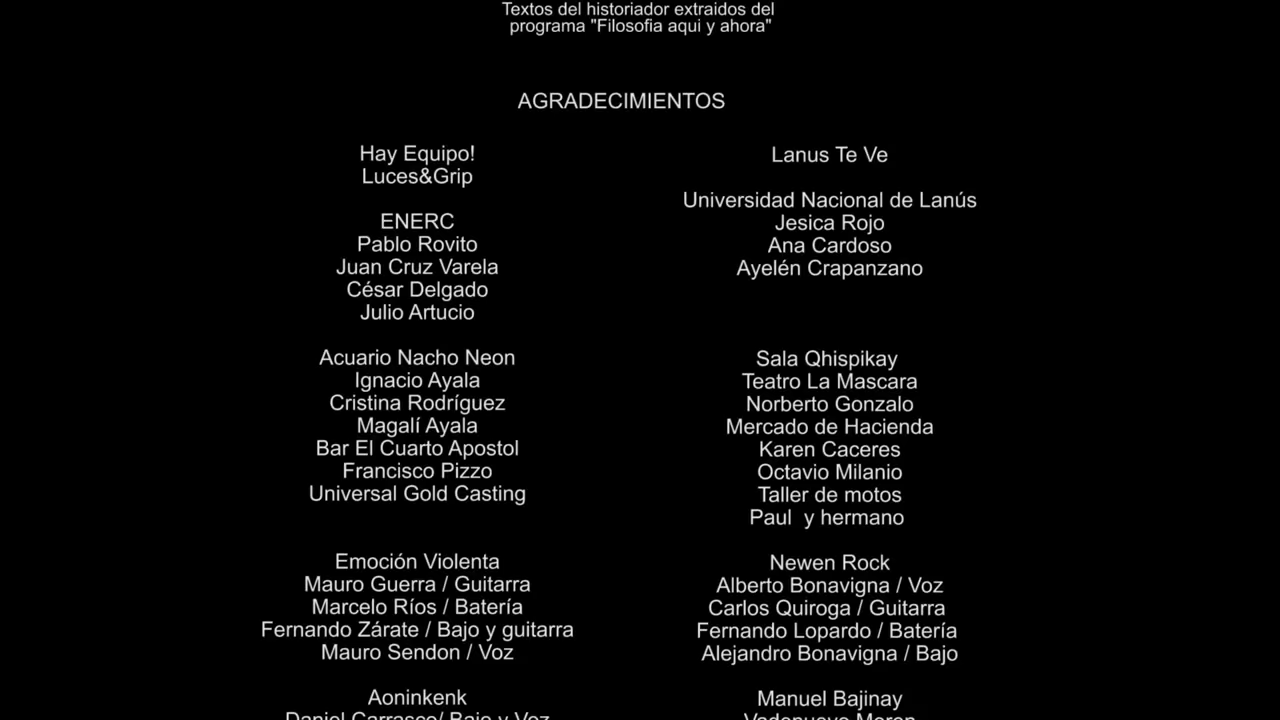 Textos del historiador extraidos del
programa "Filosofia aqui y ahora"
AGRADECIMIENTOS
Hay Equipo!
Luces&Grip
ENERC
Pablo Rovito
Juan Cruz Varela
César Delgado
Julio Artucio
Acuario Nacho Neon
Ignacio Ayala
Cristina Rodríguez
Magalí Ayala
Bar El Cuarto Apostol
Francisco Pizzo
Universal Gold Casting
Emoción Violenta
Mauro Guerra / Guitarra
Marcelo Ríos / Batería
Fernando Zárate / Bajo y guitarra
Mauro Sendon / Voz
Aoninkenk
Daniel Carrasco/ Bajo y Voz
Lanus Te Ve
Universidad Nacional de Lanús
Jesica Rojo
Ana Cardoso
Ayelén Crapanzano
Sala Qhispikay
Teatro La Mascara
Norberto Gonzalo
Mercado de Hacienda
Karen Caceres
Octavio Milanio
Taller de motos
Paul  y hermano
Newen Rock
Alberto Bonavigna / Voz
Carlos Quiroga / Guitarra
Fernando Lopardo / Batería
Alejandro Bonavigna / Bajo
Manuel Bajinay